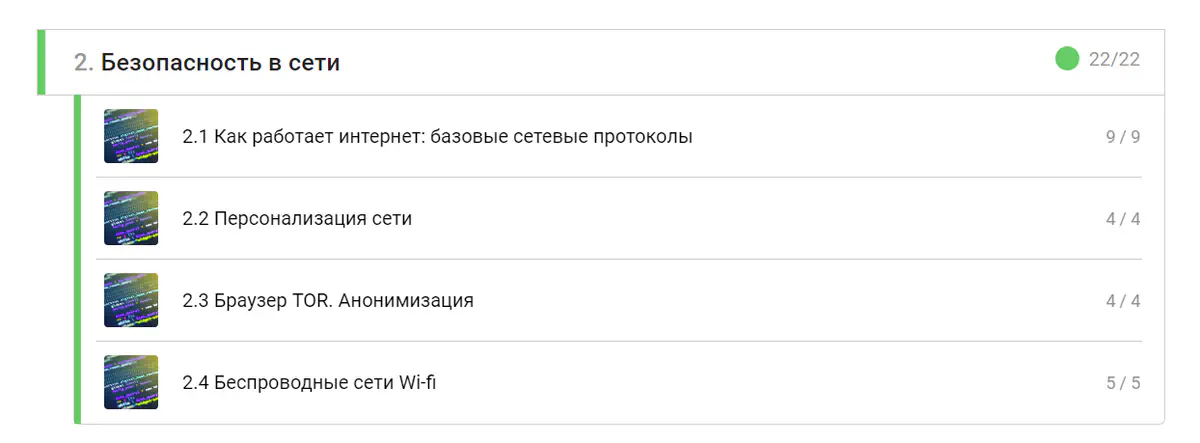 2. Безопасность в сети 22/22
2.1 Как работает интернет: базовые сетевые протоколы 9 / 9
2.2 Персонализация сети 4 / 4
2.3 Браузер TOR. Анонимизация 4 / 4
2.4 Беспроводные сети Wi-fi 5 / 5